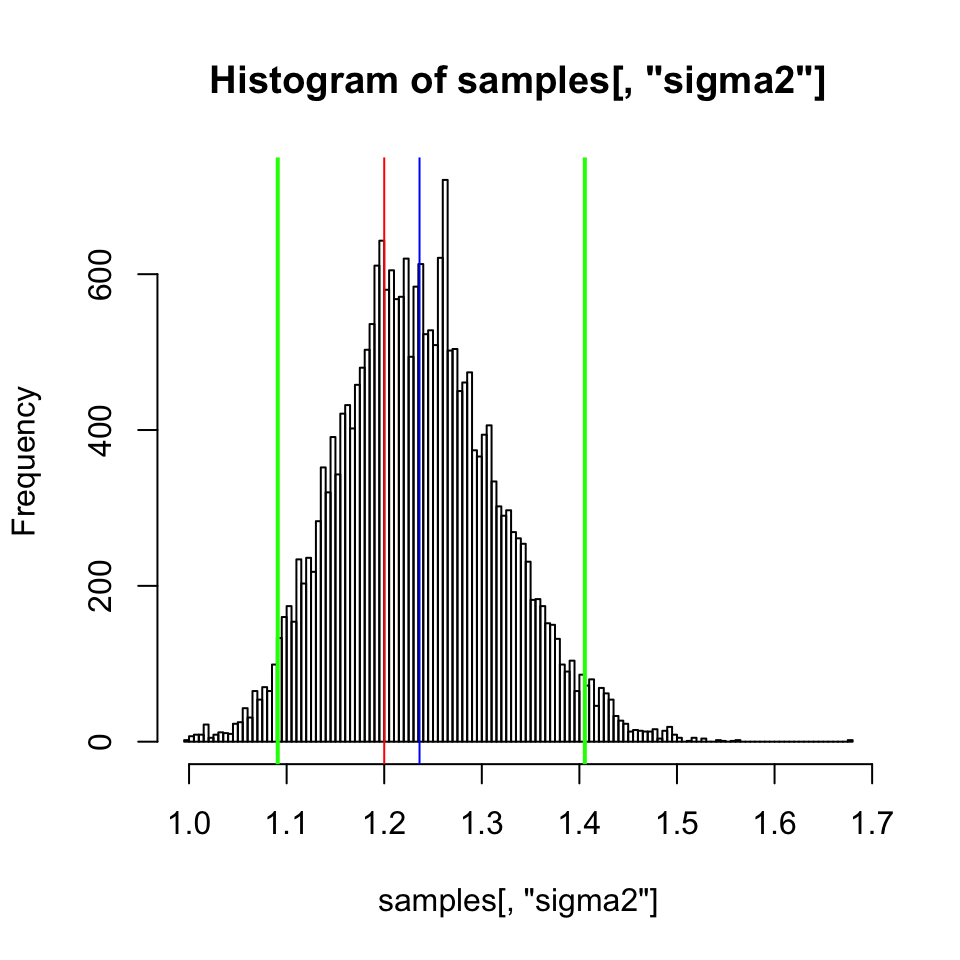 Histogram of samples[, "sigma2"]
Frequency
600
400
200
0
1.0 1.1 1.2 1.3 1.4 1.5 1.6 1.7
samples[, "sigma2"]